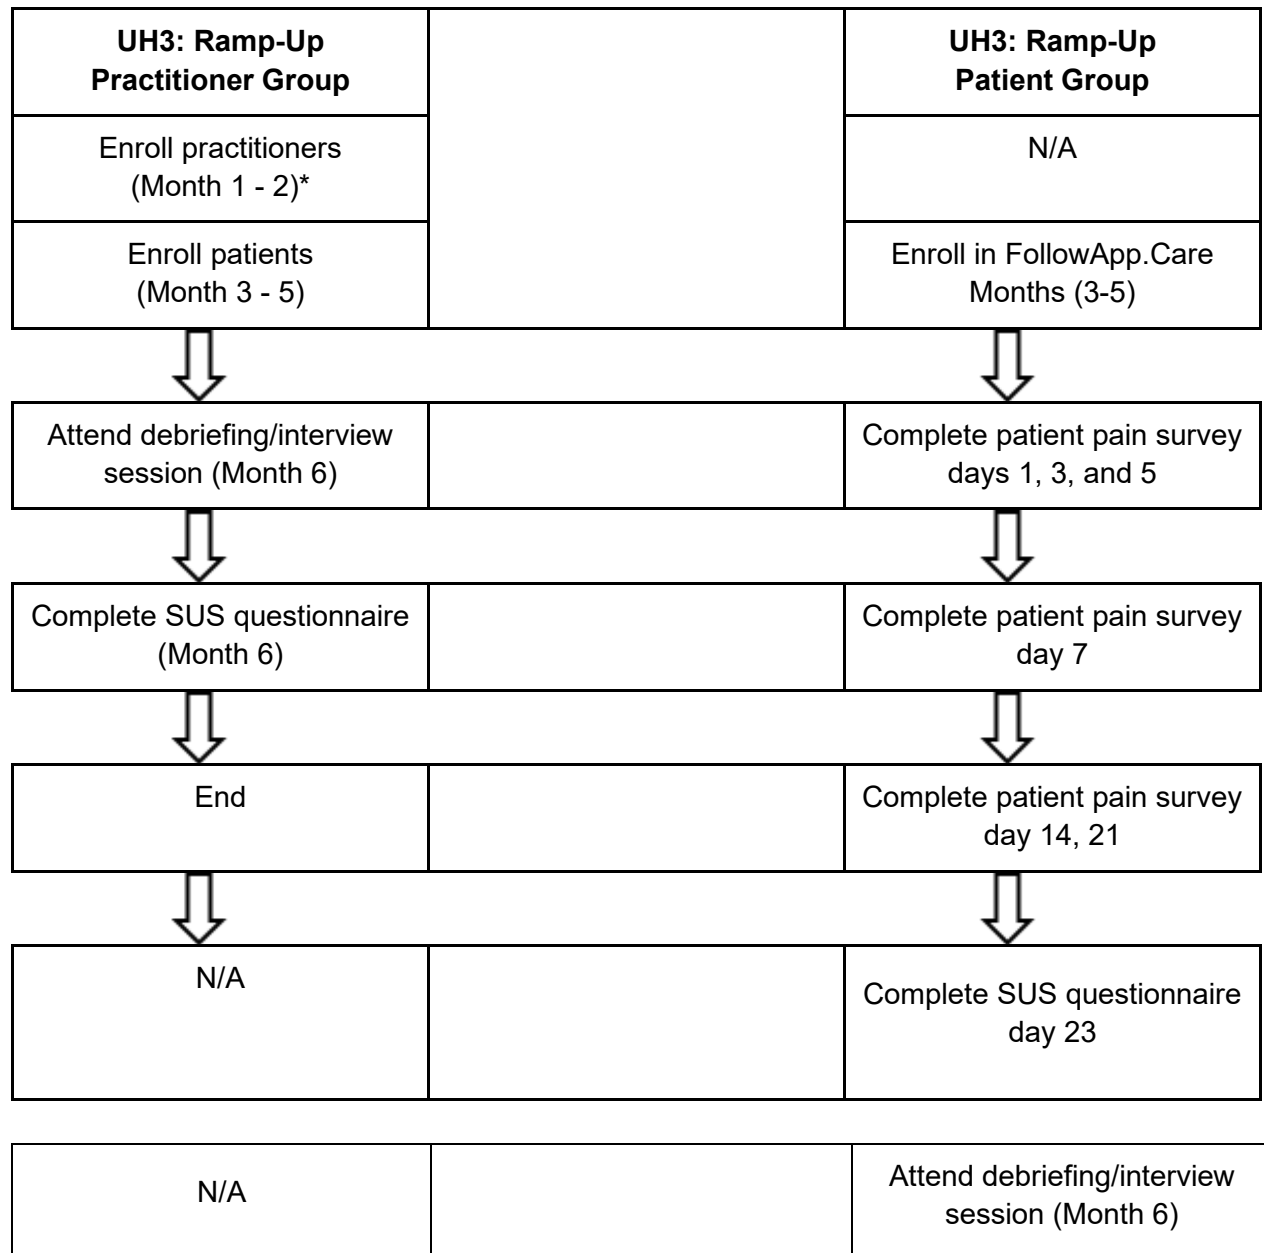 UH3: Ramp-Up
Practitioner Group
UH3: Ramp-Up
Patient Group
Enroll practitioners
(Month 1 - 2)*
N/A
Enroll patients
(Month 3 - 5)
Enroll in FollowApp.Care
Months (3-5)
Attend debriefing/interview
session (Month 6)
Complete patient pain survey
days 1, 3, and 5
Complete SUS questionnaire
(Month 6)
Complete patient pain survey
day 7
End
Complete patient pain survey
day 14, 21
N/A
Complete SUS questionnaire
day 23
N/A
Attend debriefing/interview
session (Month 6)